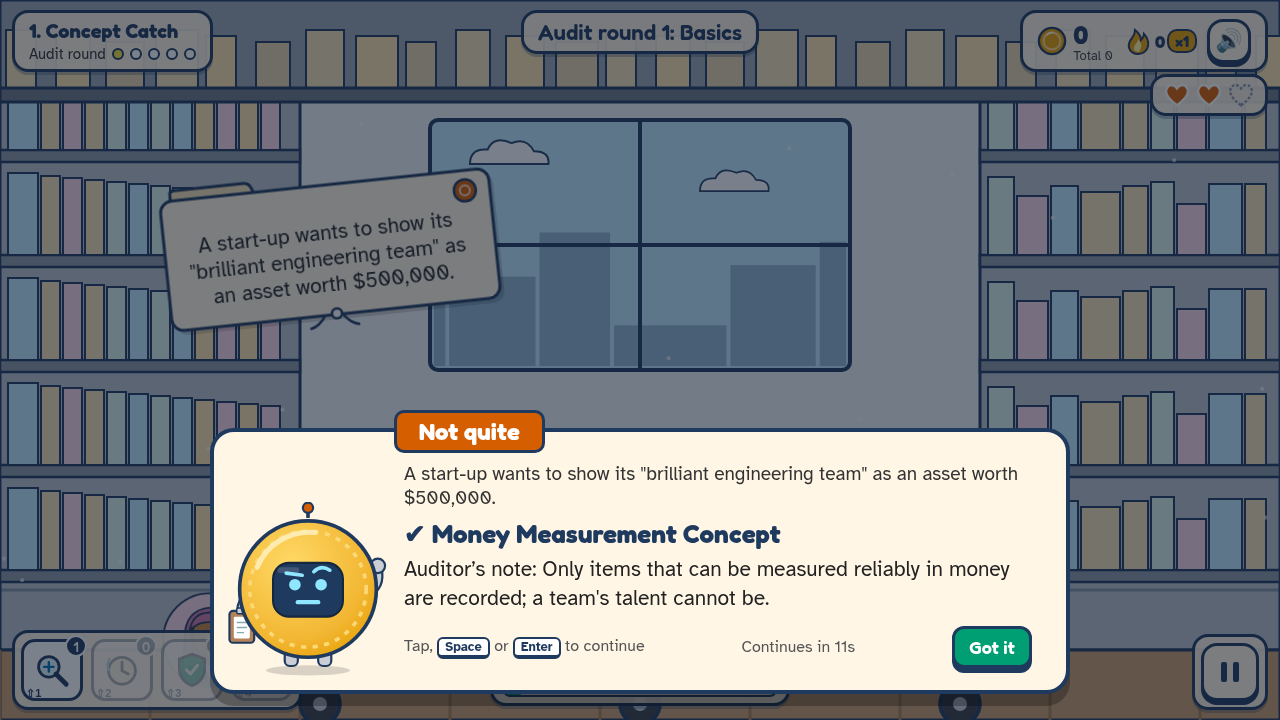 1. Concept Catch
Audit round
Audit round 1: Basics
0
Total 0
0
x1
A start-up wants to show its
"brilliant engineering team" as
an asset worth $500,000.
Not quite
A start-up wants to show its "brilliant engineering team" as an asset worth
$500,000.
✔ Money Measurement Concept
Auditor's note: Only items that can be measured reliably in money
are recorded; a team's talent cannot be.
Tap, Space or Enter to continue
Continues in 11s
Got it
1
0
⇧1
⇧2
⇧3